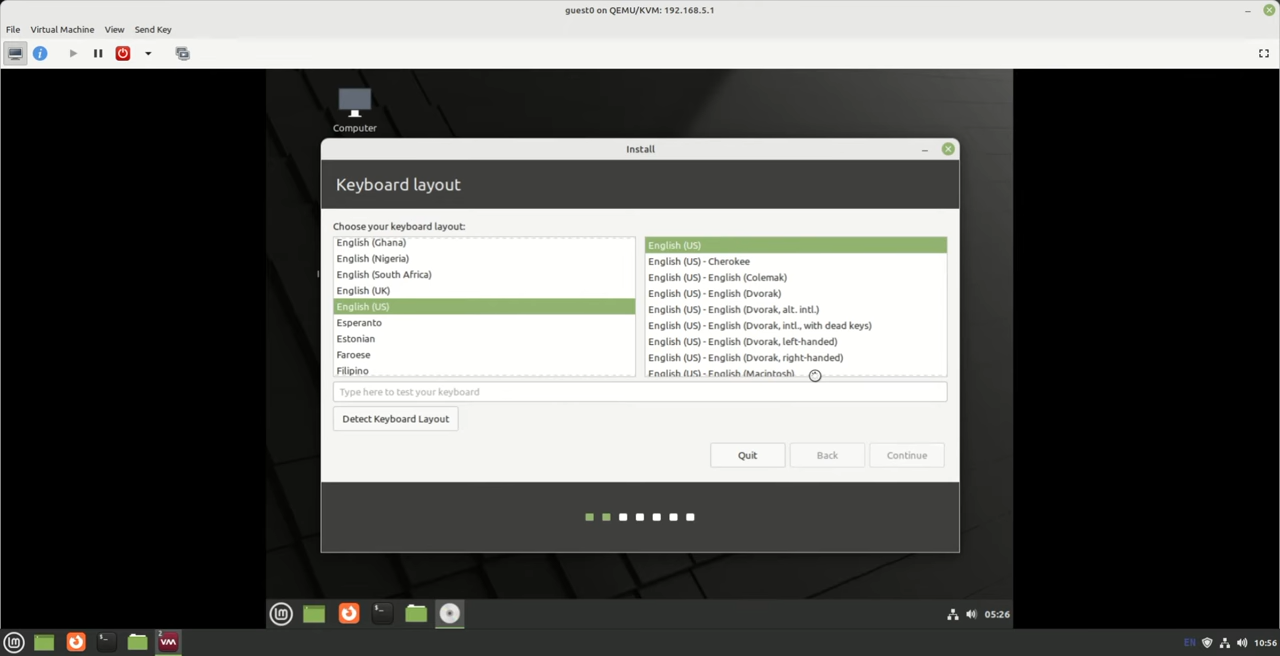 guest0 on QEMU/KVM: 192.168.5.1
File Virtual Machine View Send Key
Computer
Install
Keyboard layout
Choose your keyboard layout:
English (Ghana)
English (Nigeria)
English (South Africa)
English (UK)
English (US)
Esperanto
Estonian
Faroese
Filipino
English (US)
English (US) - Cherokee
English (US) - English (Colemak)
English (US) - English (Dvorak)
English (US) - English (Dvorak, alt. intl.)
English (US) - English (Dvorak, intl., with dead keys)
English (US) - English (Dvorak, left-handed)
English (US) - English (Dvorak, right-handed)
English (US) - English (Macintosh)
Type here to test your keyboard
Detect Keyboard Layout
Quit Back Continue
05:26
2
VM
EN 10:56